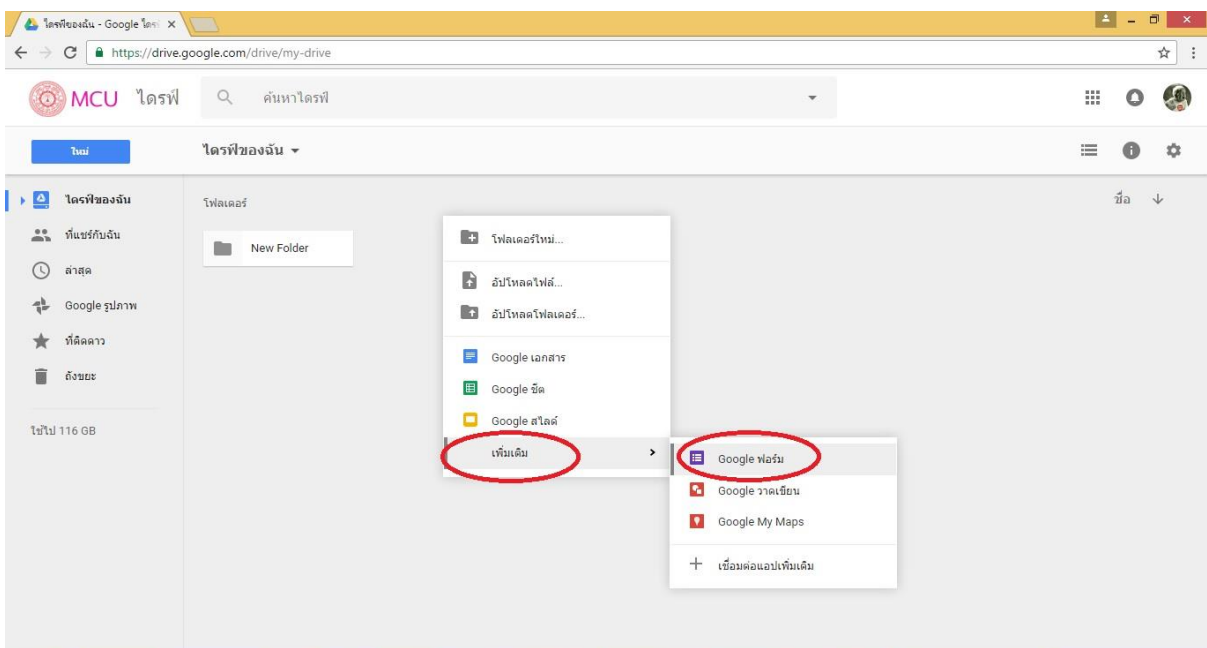 ไดรฟ์ของฉัน - Google ไดร
https://drive.google.com/drive/my-drive
MCU ไดรฟ์
ค้นหาไดรฟ์
ใหม่
ไดรฟ์ของฉัน
ไดรฟ์ของฉัน
ที่แชร์กับฉัน
ล่าสุด
Google รูปภาพ
ที่ติดดาว
ถังขยะ
ใช้ไป 116 GB
โฟลเดอร์
ชื่อ
New Folder
โฟลเดอร์ใหม่...
อัปโหลดไฟล์...
อัปโหลดโฟลเดอร์...
Google เอกสาร
Google ชีต
Google สไลด์
เพิ่มเติม
Google ฟอร์ม
Google วาดเขียน
Google My Maps
เชื่อมต่อแอปเพิ่มเติม